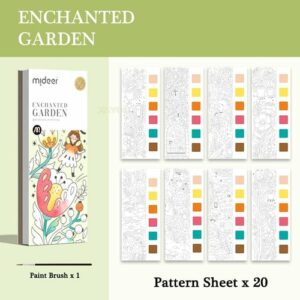 ENCHANTED
GARDEN
mideer
ENCHANTED
GARDEN
Paint Brush x 1
Pattern Sheet x 20